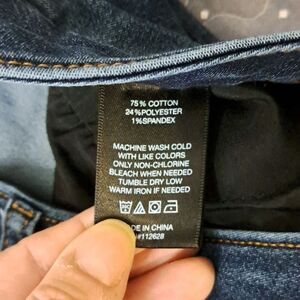 75% COTTON
24%POLYESTER
1%SPANDEX
MACHINE WASH COLD
WITH LIKE COLORS
ONLY NON-CHLORINE
BLEACH WHEN NEEDED
TUMBLE DRY LOW
WARM IRON IF NEEDED
IN CHINA
#112628